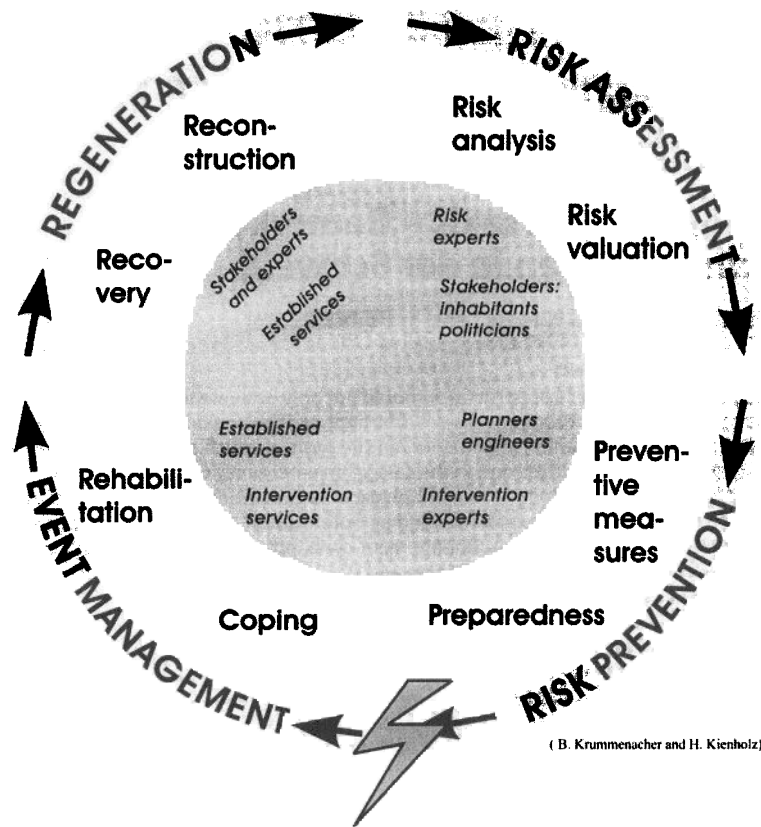 REGENERATION
RISK ASSESSMENT
Recon-
struction
Risk
analysis
Reco-
very
Risk
valuation
Stakeholders
and experts
Established
services
Risk
experts
Stakeholders:
inhabitants
politicians
Established
services
Intervention
services
Planners
engineers
Intervention
experts
Rehabili-
tation
Preven-
tive
mea-
sures
Coping
Preparedness
EVENT MANAGEMENT
RISK PREVENTION
( B. Krummenacher and H. Kienholz)